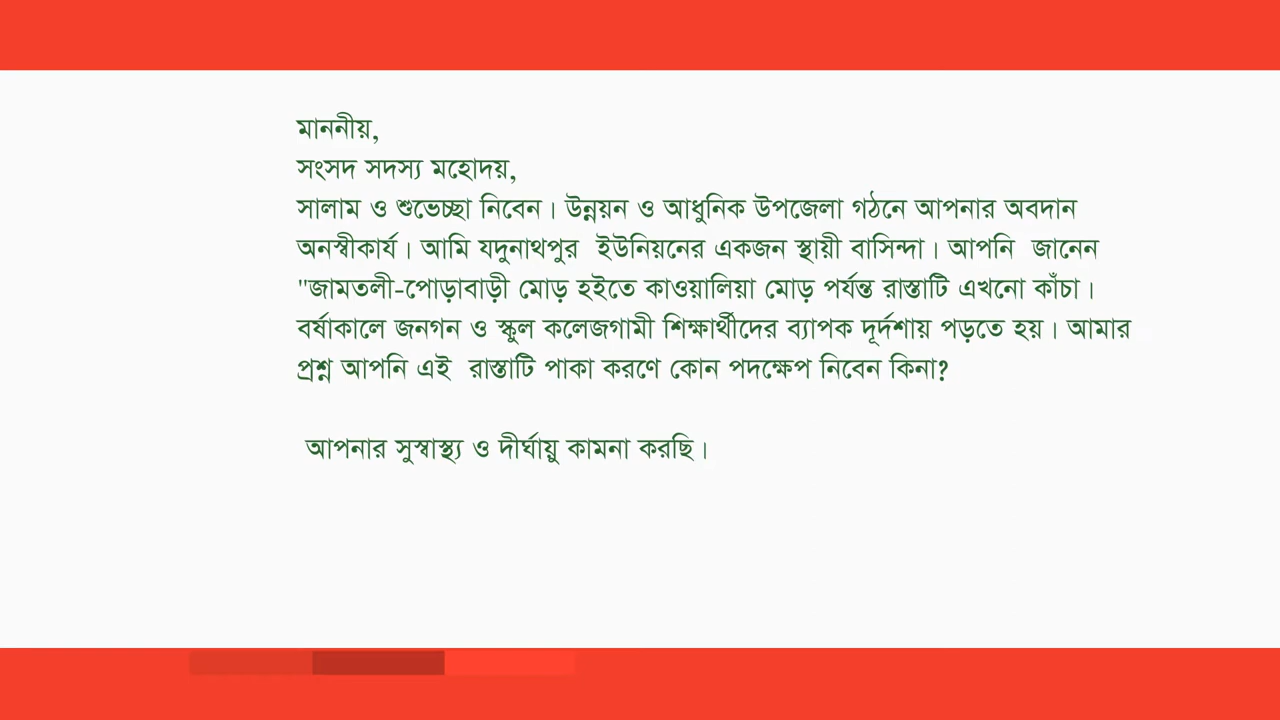 মাননীয়,
সংসদ সদস্য মহোদয়,
সালাম ও শুভেচ্ছা নিবেন। উন্নয়ন ও আধুনিক উপজেলা গঠনে আপনার অবদান
অনস্বীকার্য। আমি যদুনাথপুর ইউনিয়নের একজন স্থায়ী বাসিন্দা। আপনি জানেন
"জামতলী-পোড়াবাড়ী মোড় হইতে কাওয়ালিয়া মোড় পর্যন্ত রাস্তাটি এখনো কাঁচা।
বর্ষাকালে জনগন ও স্কুল কলেজগামী শিক্ষার্থীদের ব্যাপক দূর্দশায় পড়তে হয়। আমার
প্রশ্ন আপনি এই রাস্তাটি পাকা করণে কোন পদক্ষেপ নিবেন কিনা?
আপনার সুস্বাস্থ্য ও দীর্ঘায়ু কামনা করছি।